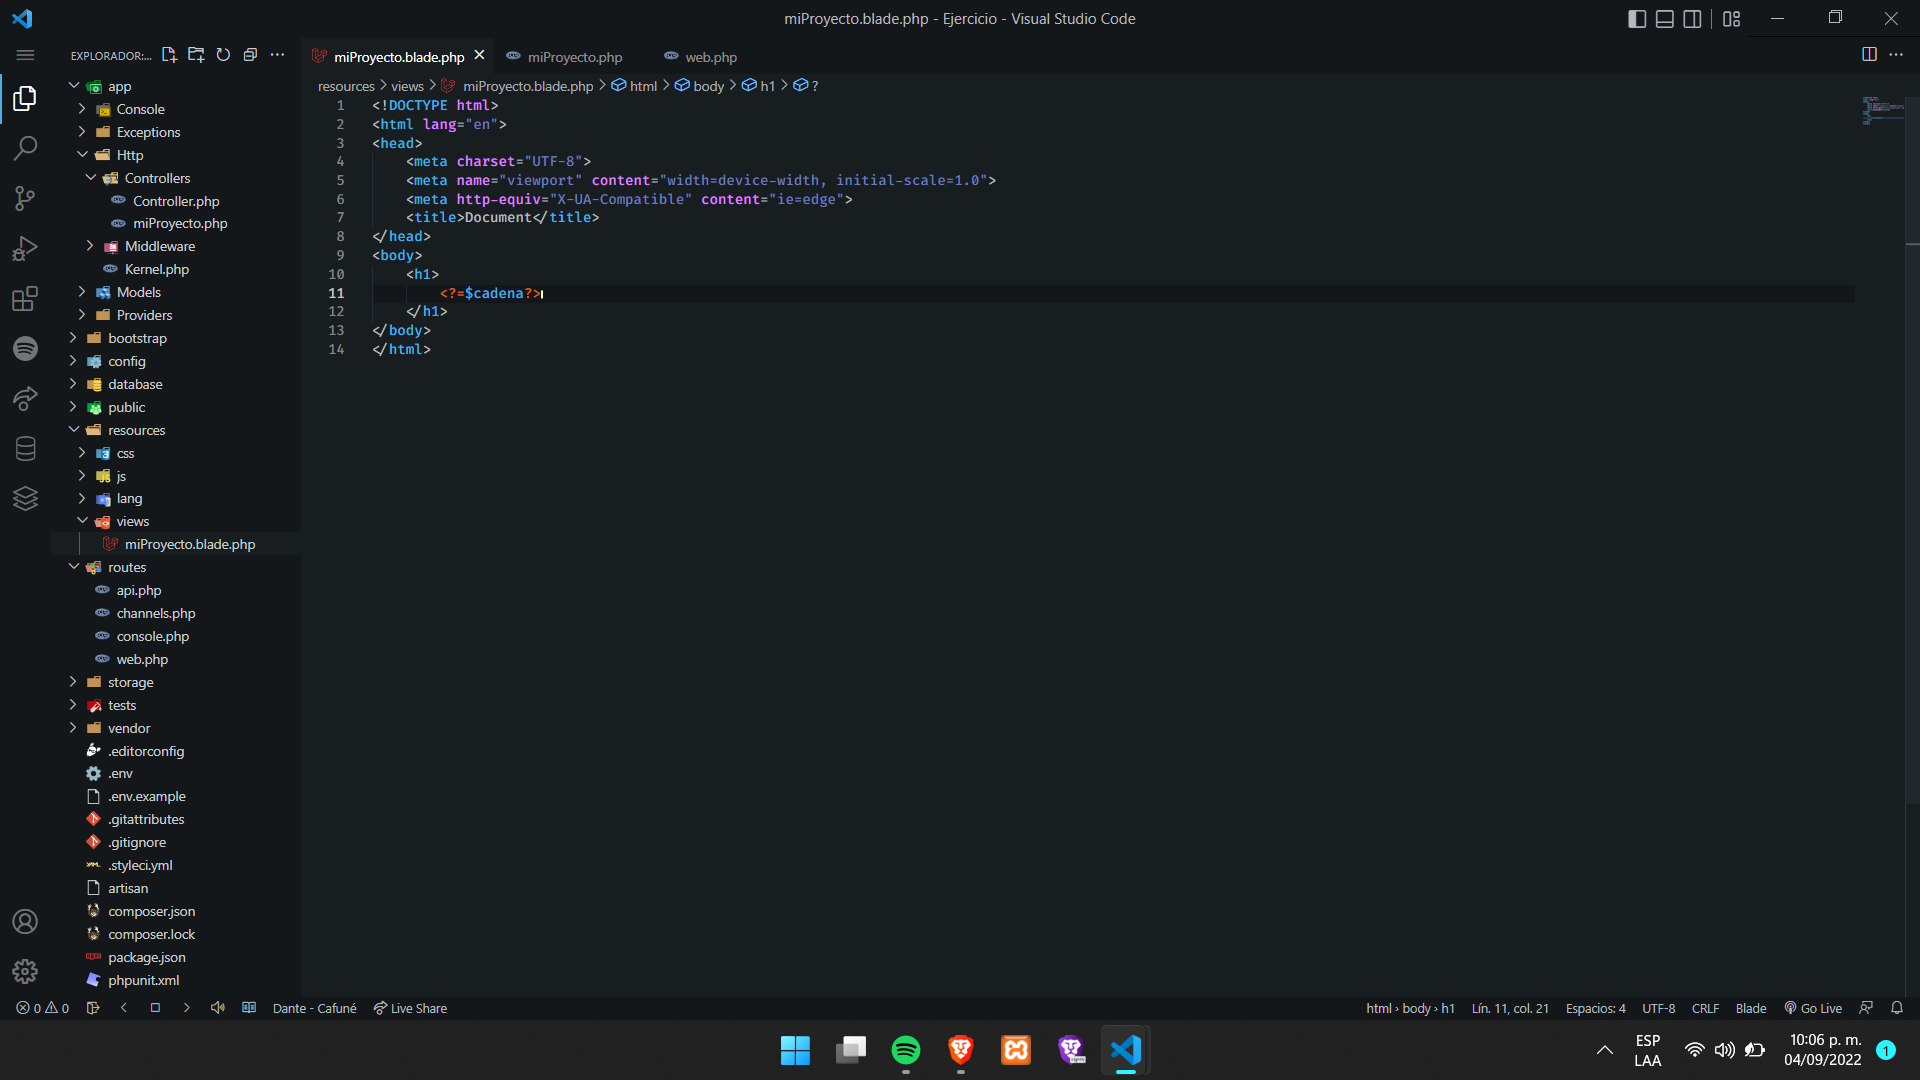 miProyecto.blade.php - Ejercicio - Visual Studio Code
EXPLORADOR:...
miProyecto.blade.php
miProyecto.php
web.php
resources > views > miProyecto.blade.php > html > body > h1 > ?
app
Console
Exceptions
Http
Controllers
Controller.php
miProyecto.php
Middleware
Kernel.php
Models
Providers
bootstrap
config
database
public
resources
css
js
lang
views
miProyecto.blade.php
routes
api.php
channels.php
console.php
web.php
storage
tests
vendor
.editorconfig
.env
.env.example
.gitattributes
.gitignore
.styleci.yml
artisan
composer.json
composer.lock
package.json
phpunit.xml
1 <!DOCTYPE html>
2 <html lang="en">
3 <head>
4 <meta charset="UTF-8">
5 <meta name="viewport" content="width=device-width, initial-scale=1.0">
6 <meta http-equiv="X-UA-Compatible" content="ie=edge">
7 <title>Document</title>
8 </head>
9 <body>
10 <h1>
11 <?=$cadena?>
12 </h1>
13 </body>
14 </html>
0 0 Dante - Cafuné Live Share
html › body › h1 Lín. 11, col. 21 Espacios: 4 UTF-8 CRLF Blade Go Live
ESP
LAA
10:06 p. m.
04/09/2022
1